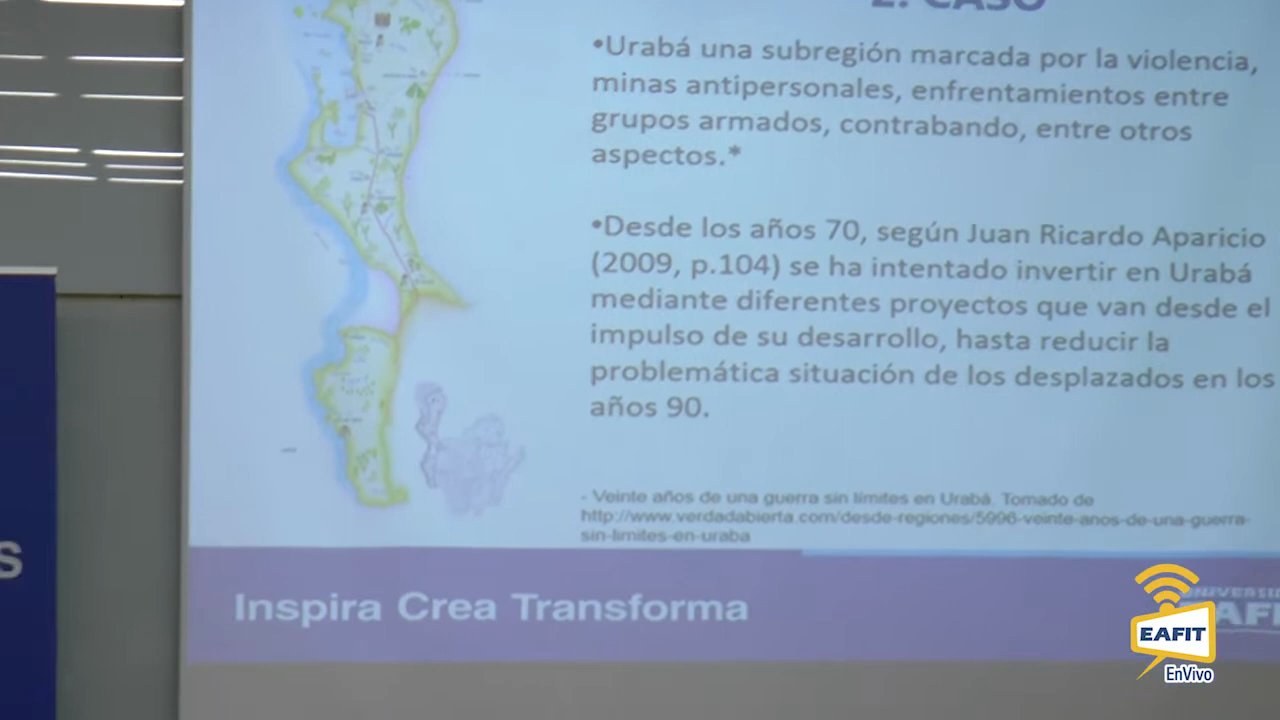 2. CASO
•Urabá una subregión marcada por la violencia,
minas antipersonales, enfrentamientos entre
grupos armados, contrabando, entre otros
aspectos.*
•Desde los años 70, según Juan Ricardo Aparicio
(2009, p.104) se ha intentado invertir en Urabá
mediante diferentes proyectos que van desde el
impulso de su desarrollo, hasta reducir la
problemática situación de los desplazados en los
años 90.
- Veinte años de una guerra sin límites en Urabá. Tomado de
http://www.verdadabierta.com/desde-regiones/5996-veinte-anos-de-una-guerra-
sin-limites-en-uraba
Inspira Crea Transforma
S
EAFIT
EnVivo